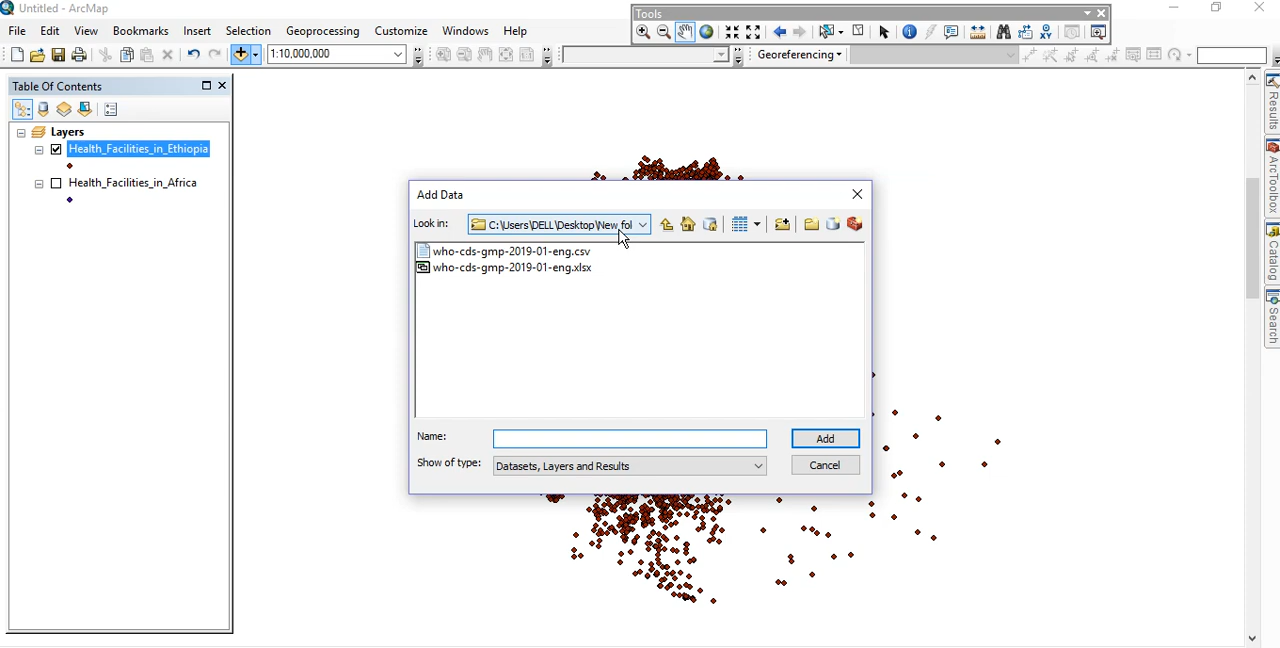 Untitled - ArcMap
Tools
File Edit View Bookmarks Insert Selection Geoprocessing Customize Windows Help
1:10,000,000
Georeferencing
Table Of Contents
Layers
Health_Facilities_in_Ethiopia
Health_Facilities_in_Africa
Add Data
Look in: C:\Users\DELL\Desktop\New fol
who-cds-gmp-2019-01-eng.csv
who-cds-gmp-2019-01-eng.xlsx
Name:
Add
Show of type: Datasets, Layers and Results
Cancel
Results
ArcToolbox
Catalog
Search